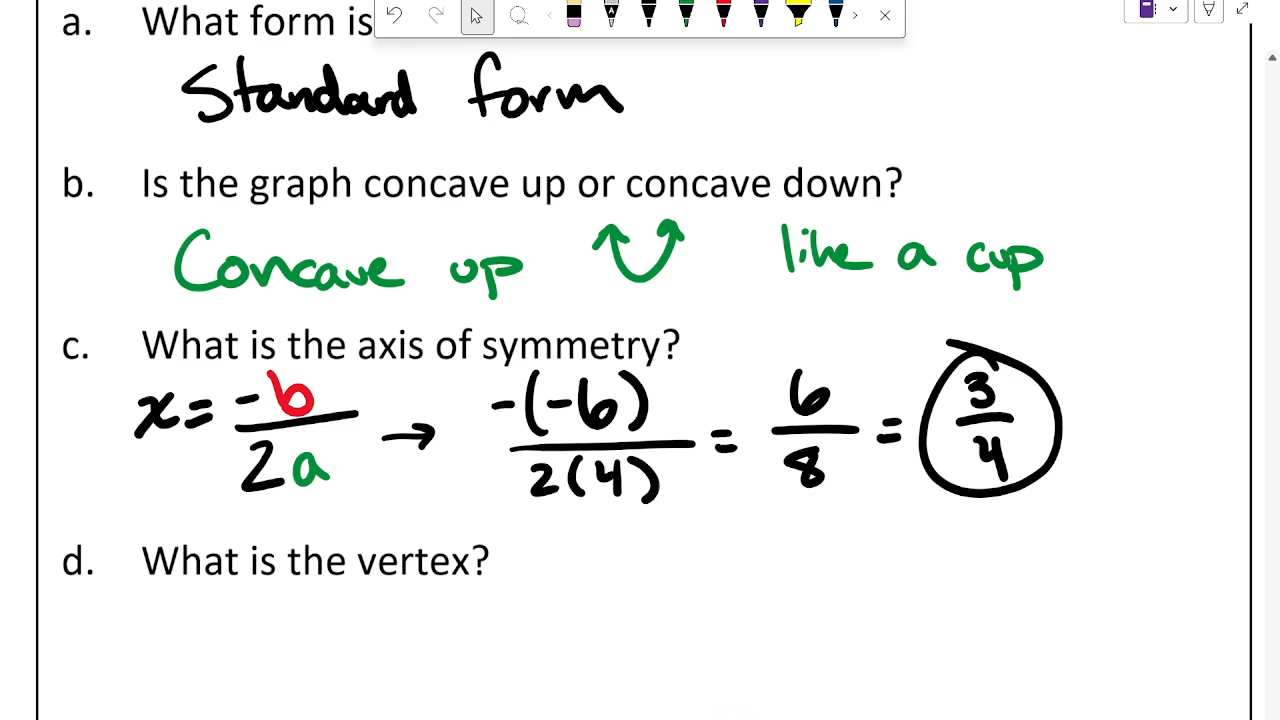 a. What form is
Standard form
b. Is the graph concave up or concave down?
Concave up like a cup
c. What is the axis of symmetry?
x = -b/2a → -(-6)/2(4) = 6/8 = 3/4
d. What is the vertex?